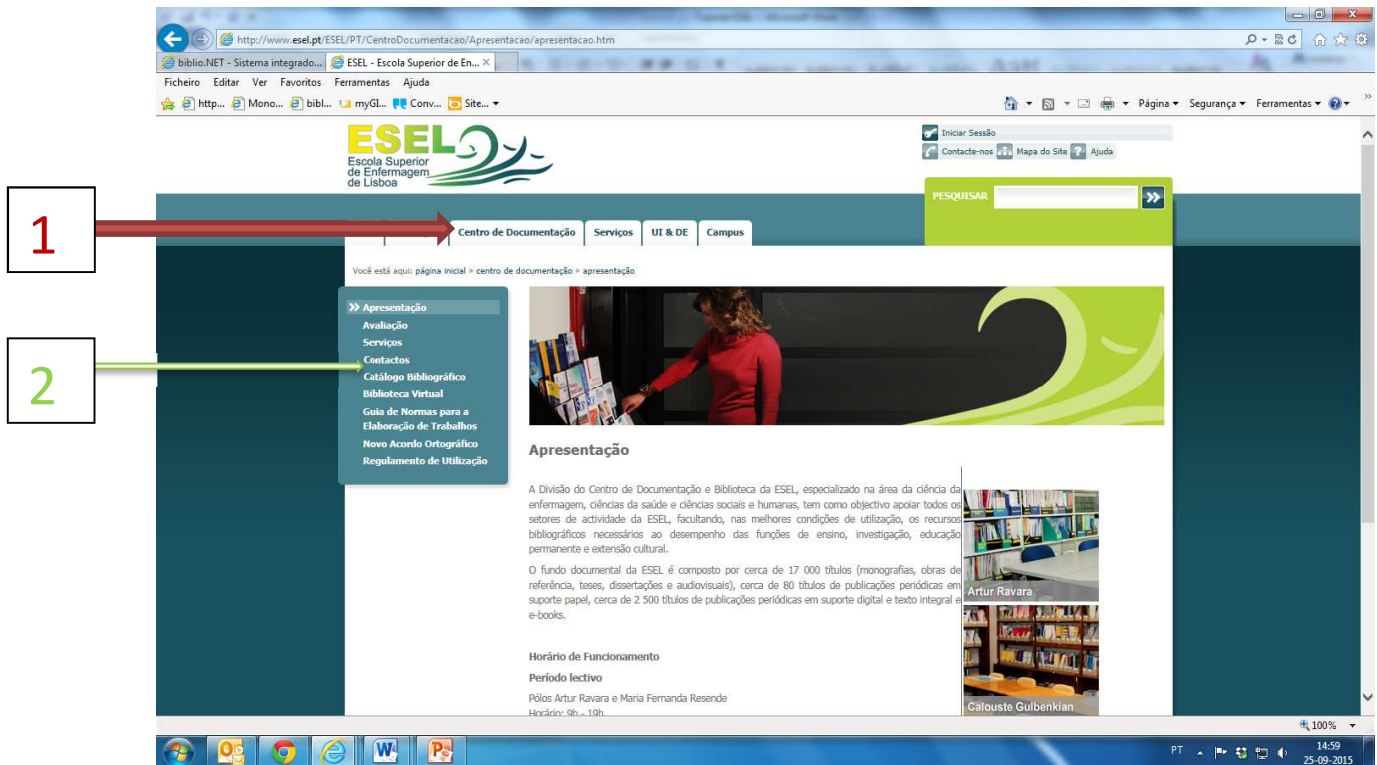 http://www.esel.pt/ESEL/PT/CentroDocumentacao/Apresentacao/apresentacao.htm
biblio.NET - Sistema integrado... ESEL - Escola Superior de En...
Ficheiro Editar Ver Favoritos Ferramentas Ajuda
http... Mono... bibl... myGI... Conv... Site... Página Segurança Ferramentas
ESEL
Escola Superior
de Enfermagem
de Lisboa
Iniciar Sessão
Contacte-nos Mapa do Site Ajuda
PESQUISAR
1
Centro de Documentação Serviços UI & DE Campus
Você está aqui: página inicial » centro de documentação » apresentação
Apresentação
Avaliação
Serviços
Contactos
2
Catálogo Bibliográfico
Biblioteca Virtual
Guia de Normas para a
Elaboração de Trabalhos
Novo Acordo Ortográfico
Regulamento de Utilização
Apresentação
A Divisão do Centro de Documentação e Biblioteca da ESEL, especializado na área da ciência da
enfermagem, ciências da saúde e ciências sociais e humanas, tem como objectivo apoiar todos os
setores de actividade da ESEL, facultando, nas melhores condições de utilização, os recursos
bibliográficos necessários ao desempenho das funções de ensino, investigação, educação
permanente e extensão cultural.
O fundo documental da ESEL é composto por cerca de 17 000 títulos (monografias, obras de
referência, teses, dissertações e audiovisuais), cerca de 80 títulos de publicações periódicas em
suporte papel, cerca de 2 500 títulos de publicações periódicas em suporte digital e texto integral e
e-books.
Artur Ravara
Calouste Gulbenkian
Horário de Funcionamento
Período lectivo
Pólos Artur Ravara e Maria Fernanda Resende
Horário: 9h - 19h
100%
PT 14:59
25-09-2015